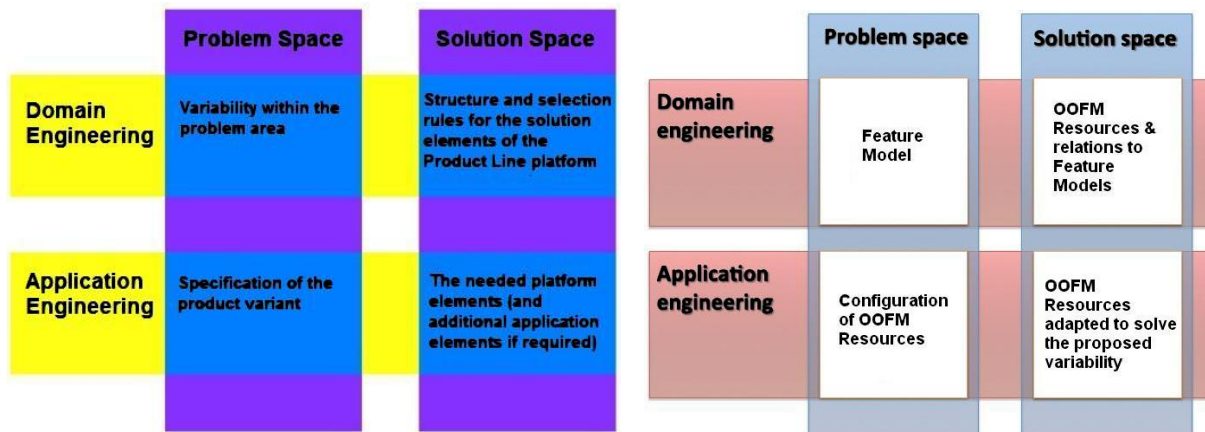 Problem Space
Solution Space
Domain
Engineering
Variability within the
problem area
Structure and selection
rules for the solution
elements of the
Product Line platform
Application
Engineering
Specification of the
product variant
The needed platform
elements (and
additional application
elements if required)
Problem space
Solution space
Domain
engineering
Feature
Model
OOFM
Resources &
relations to
Feature
Models
Application
engineering
Configuration
of OOFM
Resources
OOFM
Resources
adapted to solve
the proposed
variability